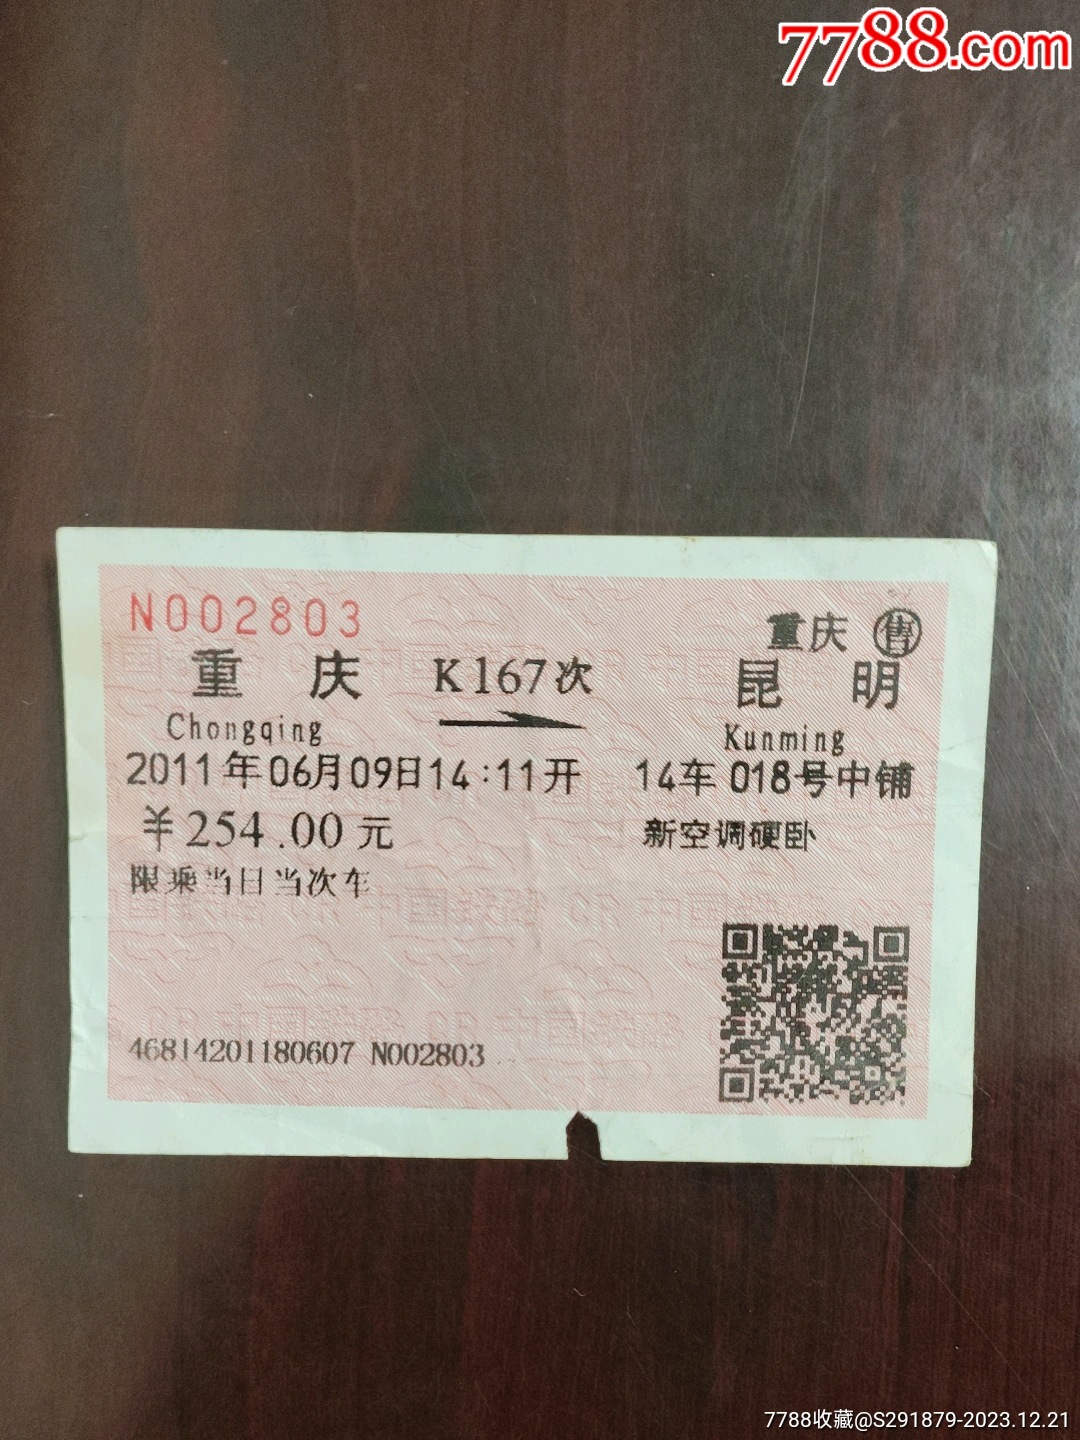 7788.com
N002803
重庆 售
重庆 K167次 昆明
Chongqing Kunming
2011年06月09日14:11开 14车 018号中铺
￥254.00元 新空调硬卧
限乘当日当次车
46814201180607 N002803
7788收藏@S291879-2023.12.21